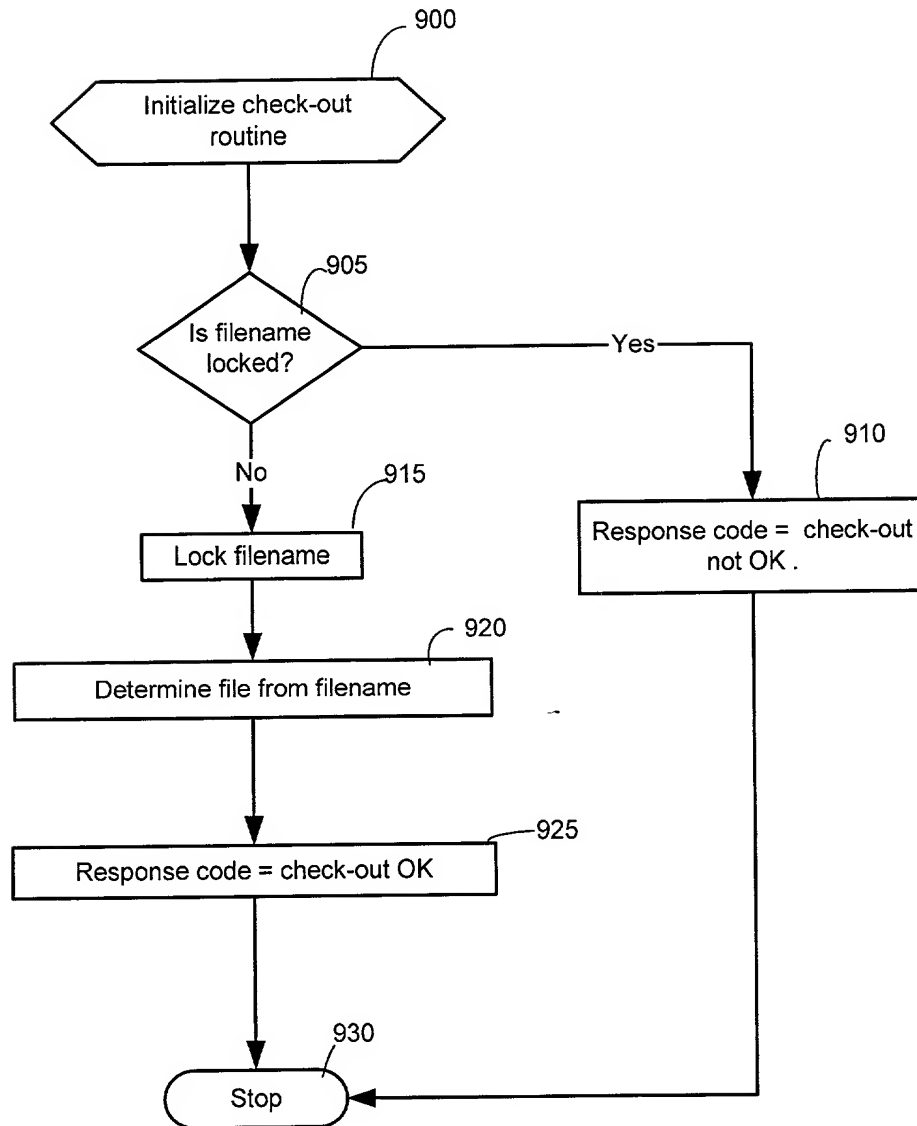 900
Initialize check-out
routine
905
Is filename
locked?
Yes
No
910
Response code = check-out
not OK .
915
Lock filename
920
Determine file from filename
925
Response code = check-out OK
930
Stop